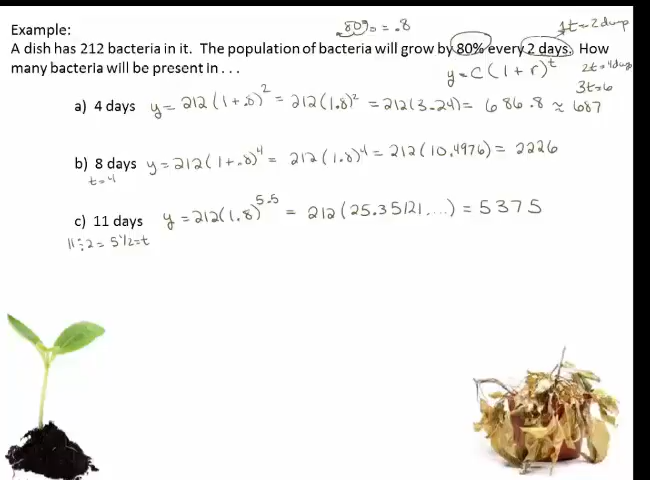 Example:
80% = .8
1t = 2 days
A dish has 212 bacteria in it. The population of bacteria will grow by 80% every 2 days. How
many bacteria will be present in . . .
y = C(1+r)^t
2t = 4 days
3t = 6
a) 4 days y = 212(1+.8)^2 = 212(1.8)^2 = 212(3.24) = 686.8 ≈ 687
b) 8 days y = 212(1+.8)^4 = 212(1.8)^4 = 212(10.4976) = 2226
t = 4
c) 11 days y = 212(1.8)^5.5 = 212(25.35121...) = 5375
11÷2 = 5 1/2 = t